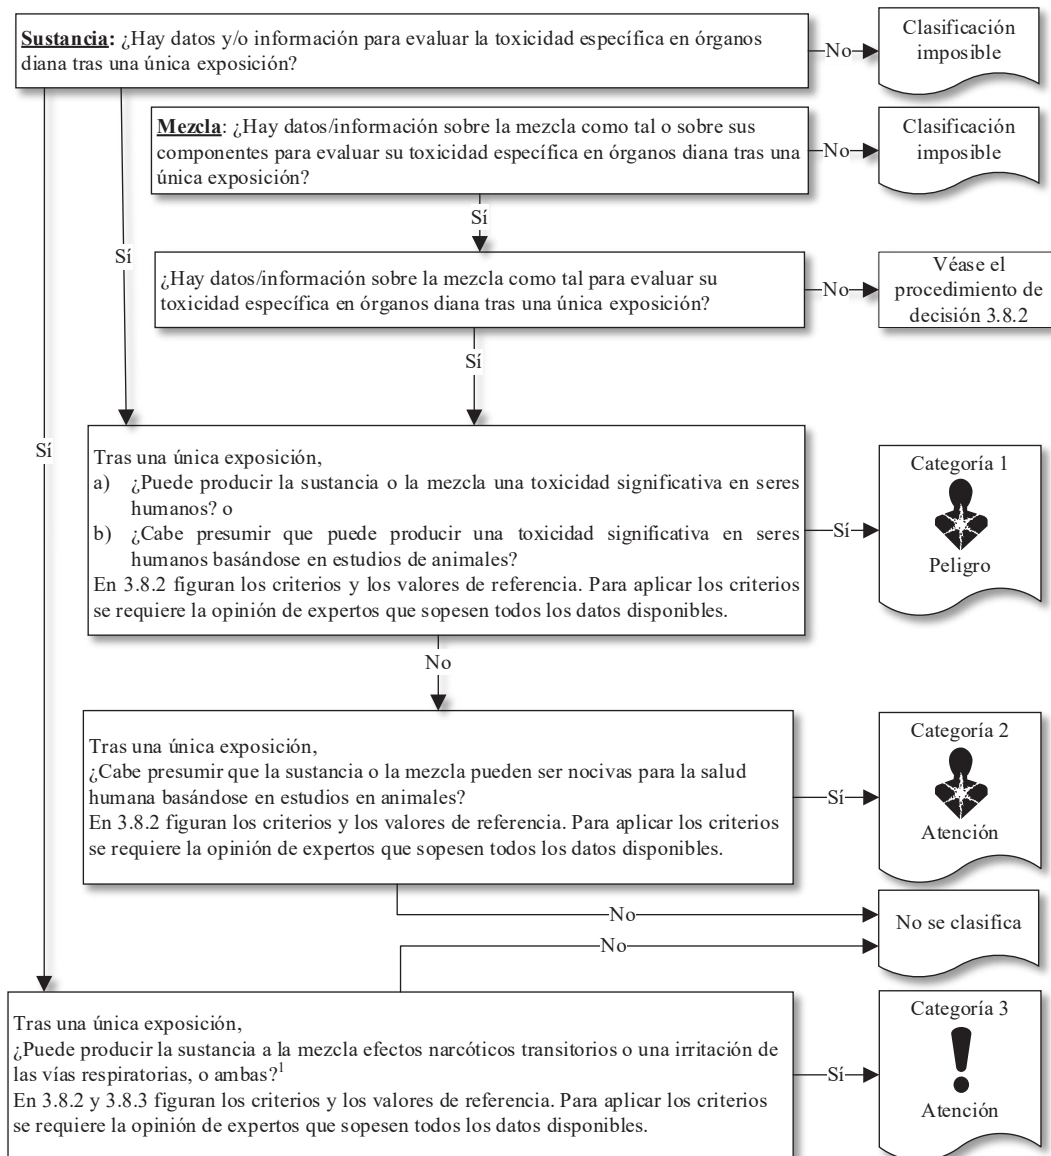 Sustancia: ¿Hay datos y/o información para evaluar la toxicidad específica en órganos
diana tras una única exposición?
No
Clasificación
imposible
Mezcla: ¿Hay datos/información sobre la mezcla como tal o sobre sus
componentes para evaluar su toxicidad específica en órganos diana tras una
única exposición?
No
Clasificación
imposible
Sí
Sí
¿Hay datos/información sobre la mezcla como tal para evaluar su
toxicidad específica en órganos diana tras una única exposición?
No
Véase el
procedimiento de
decisión 3.8.2
Sí
Sí
Tras una única exposición,
a) ¿Puede producir la sustancia o la mezcla una toxicidad significativa en seres
humanos? o
b) ¿Cabe presumir que puede producir una toxicidad significativa en seres
humanos basándose en estudios de animales?
En 3.8.2 figuran los criterios y los valores de referencia. Para aplicar los criterios
se requiere la opinión de expertos que sopesen todos los datos disponibles.
Sí
Categoría 1
Peligro
No
Tras una única exposición,
¿Cabe presumir que la sustancia o la mezcla pueden ser nocivas para la salud
humana basándose en estudios en animales?
En 3.8.2 figuran los criterios y los valores de referencia. Para aplicar los criterios
se requiere la opinión de expertos que sopesen todos los datos disponibles.
Sí
Categoría 2
Atención
No
No
No se clasifica
Tras una única exposición,
¿Puede producir la sustancia a la mezcla efectos narcóticos transitorios o una irritación de
las vías respiratorias, o ambas?1
En 3.8.2 y 3.8.3 figuran los criterios y los valores de referencia. Para aplicar los criterios
se requiere la opinión de expertos que sopesen todos los datos disponibles.
Sí
Categoría 3
Atención